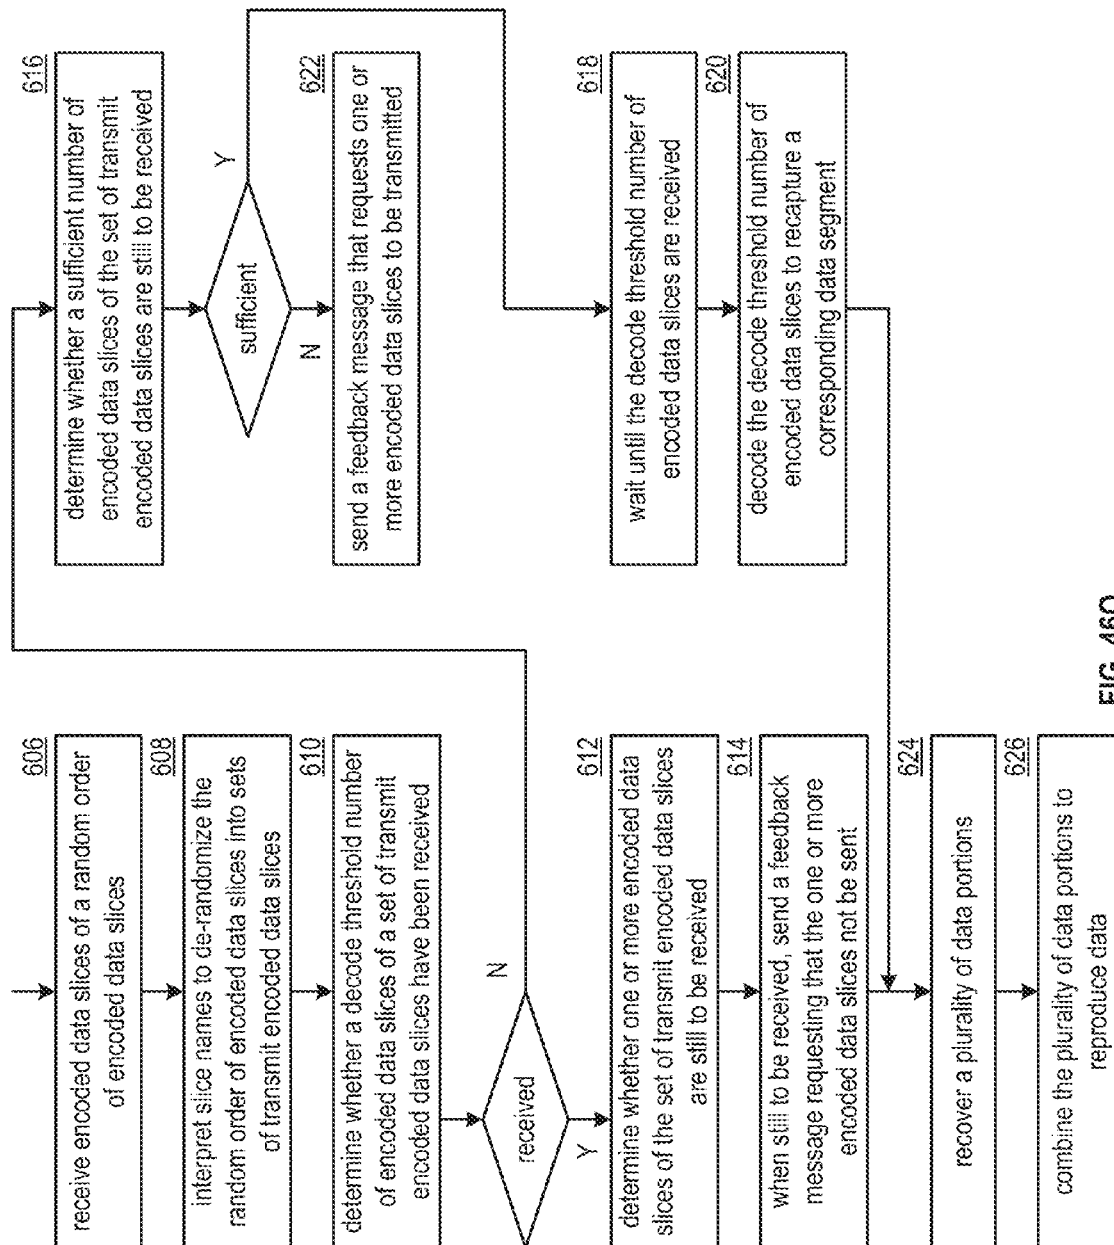 606
receive encoded data slices of a random order
of encoded data slices
608
interpret slice names to de-randomize the
random order of encoded data slices into sets
of transmit encoded data slices
610
determine whether a decode threshold number
of encoded data slices of a set of transmit
encoded data slices have been received
received
N
Y
612
determine whether one or more encoded data
slices of the set of transmit encoded data slices
are still to be received
614
when still to be received, send a feedback
message requesting that the one or more
encoded data slices not be sent
624
recover a plurality of data portions
626
combine the plurality of data portions to
reproduce data
616
determine whether a sufficient number of
encoded data slices of the set of transmit
encoded data slices are still to be received
sufficient
Y
N
622
send a feedback message that requests one or
more encoded data slices to be transmitted
618
wait until the decode threshold number of
encoded data slices are received
620
decode the decode threshold number of
encoded data slices to recapture a
corresponding data segment
FIG.